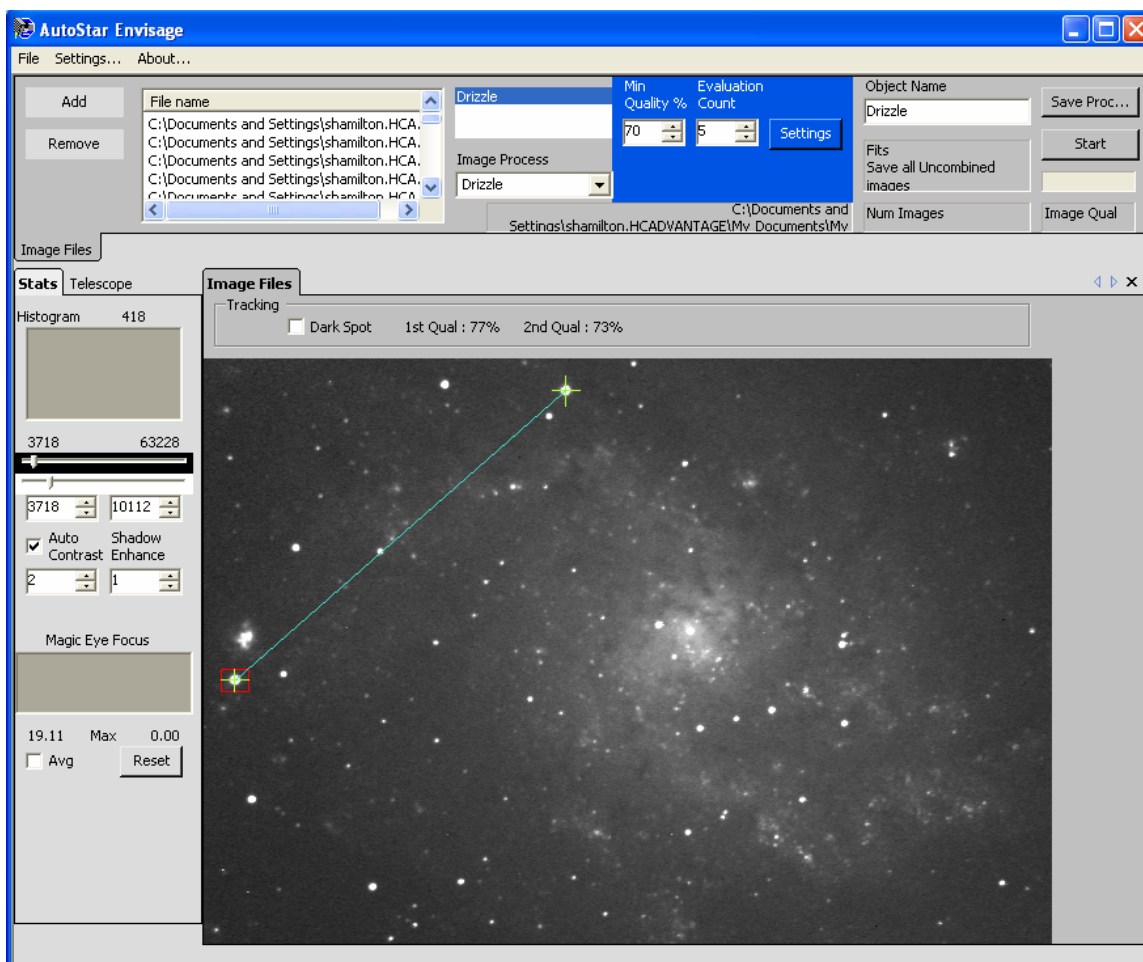 AutoStar Envisage
File Settings... About...
Add
Remove
File name
C:\Documents and Settings\shamilton.HCA.
C:\Documents and Settings\shamilton.HCA.
C:\Documents and Settings\shamilton.HCA.
C:\Documents and Settings\shamilton.HCA.
C:\Documents and Settings\shamilton.HCA
Drizzle
Image Process
Drizzle
Min Evaluation
Quality % Count
70 5 Settings
Object Name
Drizzle
Fits
Save all Uncombined
images
Save Proc...
Start
C:\Documents and
Settings\shamilton.HCADVANTAGE\My Documents\My
Num Images
Image Qual
Image Files
Stats Telescope
Histogram 418
3718 63228
3718 10112
Auto Shadow
Contrast Enhance
2 1
Magic Eye Focus
19.11 Max 0.00
Avg Reset
Image Files
Tracking
Dark Spot 1st Qual : 77% 2nd Qual : 73%